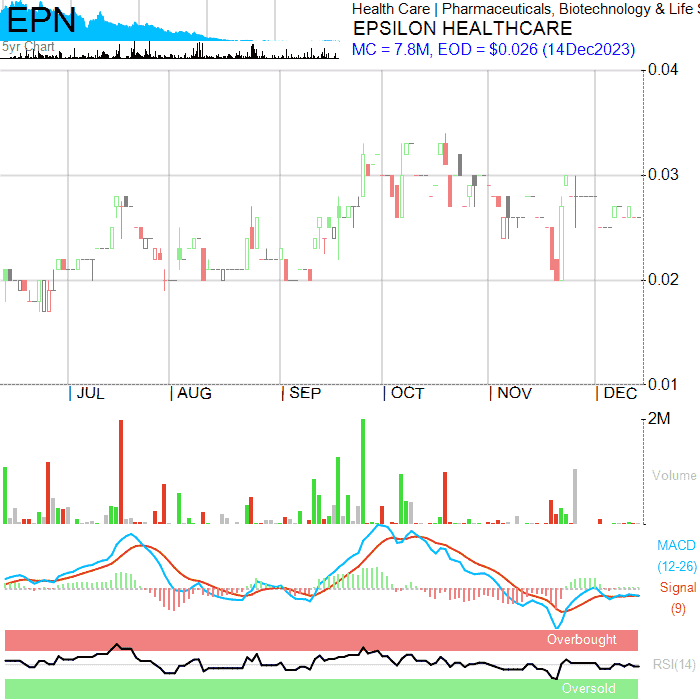 EPN
5yr Chart
Health Care | Pharmaceuticals, Biotechnology & Life S
EPSILON HEALTHCARE
MC = 7.8M, EOD = $0.026 (14Dec2023)
0.04
0.03
0.02
0.01
| JUL | AUG | SEP | OCT | NOV | DEC
2M
Volume
MACD
(12-26)
Signal
(9)
Overbought
RSI(14)
Oversold